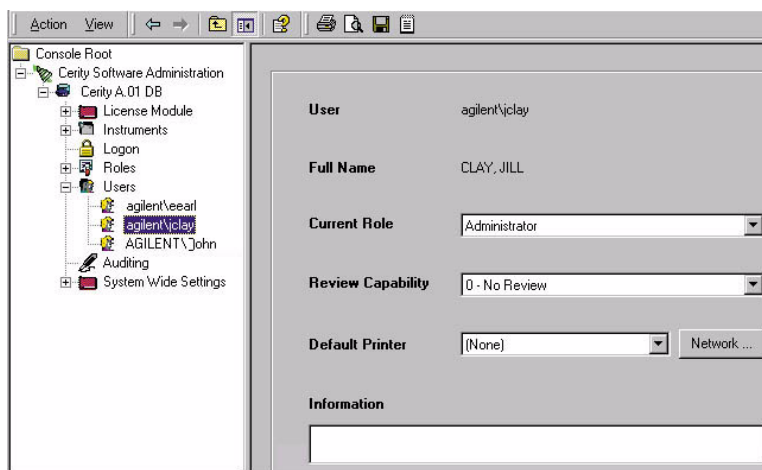 Action View
Console Root
Cerity Software Administration
Cerity A.01 DB
License Module
Instruments
Logon
Roles
Users
agilent\eearl
agilent\jclay
AGILENT\John
Auditing
System Wide Settings
User agilent\jclay
Full Name CLAY, JILL
Current Role Administrator
Review Capability 0 - No Review
Default Printer (None) Network ...
Information